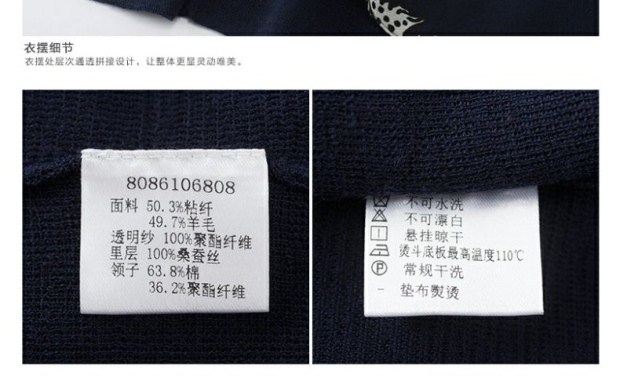 衣摆细节
衣摆处层次通透拼接设计，让整体更显灵动唯美。
8086106808
面料 50.3%粘纤
49.7%羊毛
透明纱 100%聚酯纤维
里层 100%桑蚕丝
领子 63.8%棉
36.2%聚酯纤维
不可水洗
不可漂白
悬挂晾干
烫斗底板最高温度110℃
Ⓟ 常规干洗
- 垫布熨烫